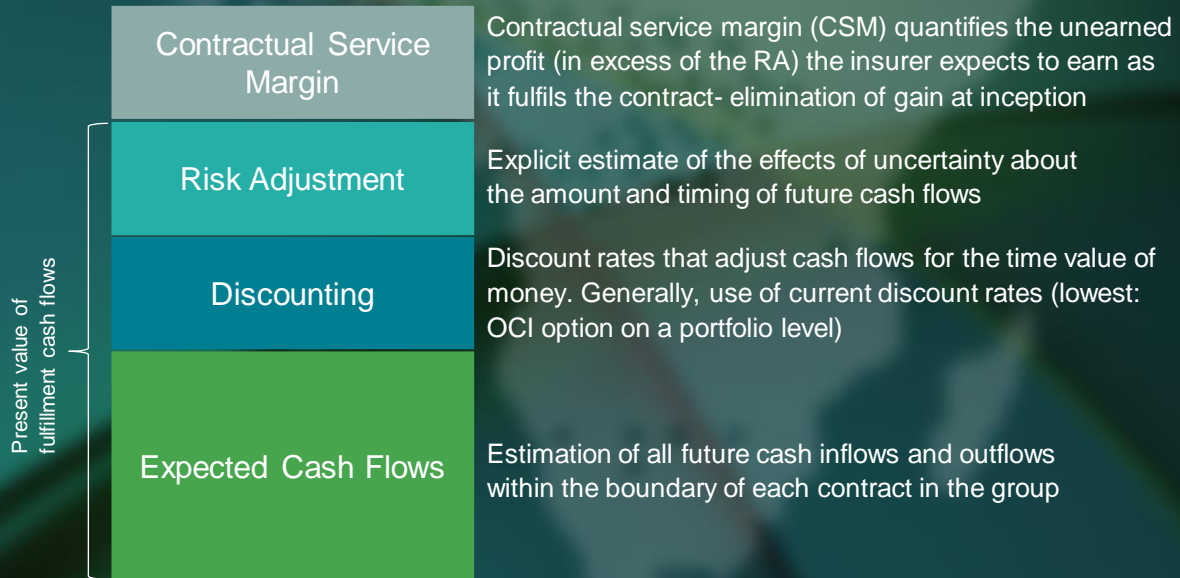 Contractual Service
Margin
Contractual service margin (CSM) quantifies the unearned
profit (in excess of the RA) the insurer expects to earn as
it fulfils the contract- elimination of gain at inception
Risk Adjustment
Explicit estimate of the effects of uncertainty about
the amount and timing of future cash flows
Discounting
Discount rates that adjust cash flows for the time value of
money. Generally, use of current discount rates (lowest:
OCI option on a portfolio level)
Expected Cash Flows
Estimation of all future cash inflows and outflows
within the boundary of each contract in the group
Present value of
fulfillment cash flows